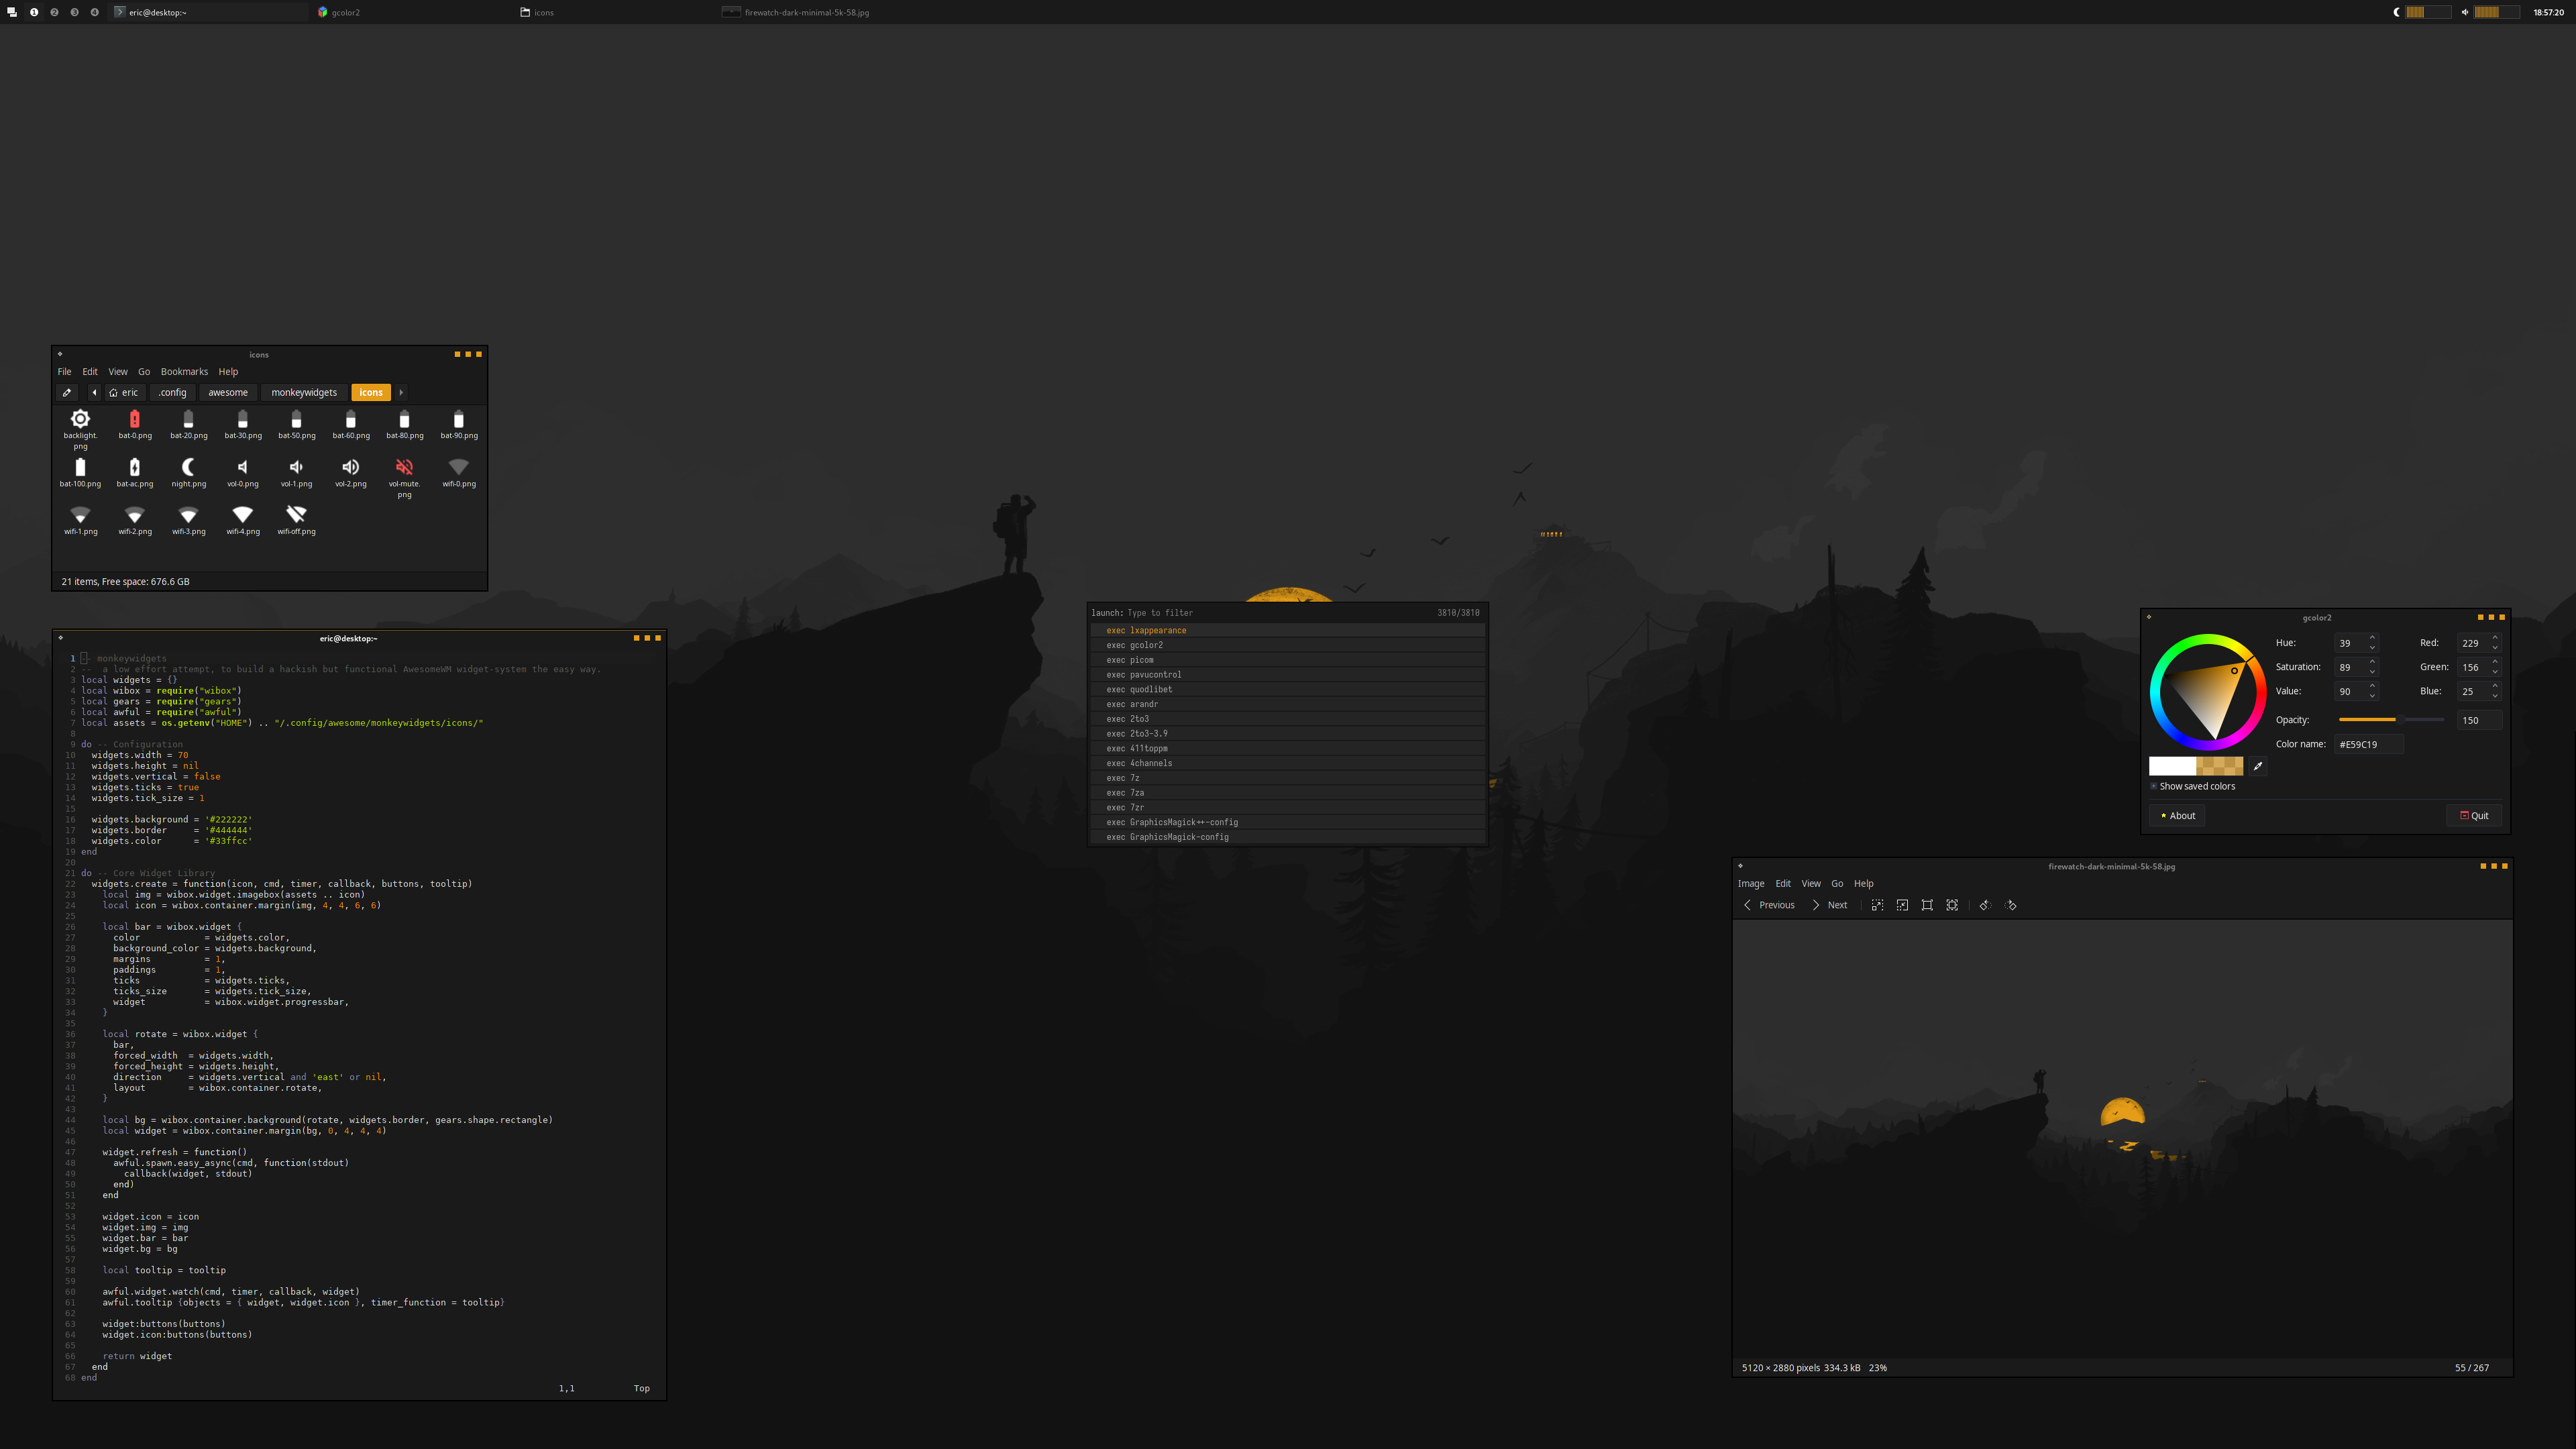 1 2 3 4 eric@desktop:~ gcolor2 icons firewatch-dark-minimal-5k-58.jpg 18:57:20
icons
File Edit View Go Bookmarks Help
eric .config awesome monkeywidgets icons
backlight.png bat-0.png bat-20.png bat-30.png bat-50.png bat-60.png bat-80.png bat-90.png
bat-100.png bat-ac.png night.png vol-0.png vol-1.png vol-2.png vol-mute.png wifi-0.png
wifi-1.png wifi-2.png wifi-3.png wifi-4.png wifi-off.png
21 items, Free space: 676.6 GB
eric@desktop:~
1 -- monkeywidgets
2 --  a low effort attempt, to build a hackish but functional AwesomeWM widget-system the easy way.
3 local widgets = {}
4 local wibox = require("wibox")
5 local gears = require("gears")
6 local awful = require("awful")
7 local assets = os.getenv("HOME") .. "/.config/awesome/monkeywidgets/icons/"
8
9 do -- Configuration
10   widgets.width = 70
11   widgets.height = nil
12   widgets.vertical = false
13   widgets.ticks = true
14   widgets.tick_size = 1
15
16   widgets.background = '#222222'
17   widgets.border     = '#444444'
18   widgets.color      = '#33ffcc'
19 end
20
21 do -- Core Widget Library
22   widgets.create = function(icon, cmd, timer, callback, buttons, tooltip)
23     local img = wibox.widget.imagebox(assets .. icon)
24     local icon = wibox.container.margin(img, 4, 4, 6, 6)
25
26     local bar = wibox.widget {
27       color            = widgets.color,
28       background_color = widgets.background,
29       margins          = 1,
30       paddings         = 1,
31       ticks            = widgets.ticks,
32       ticks_size       = widgets.tick_size,
33       widget           = wibox.widget.progressbar,
34     }
35
36     local rotate = wibox.widget {
37       bar,
38       forced_width  = widgets.width,
39       forced_height = widgets.height,
40       direction     = widgets.vertical and 'east' or nil,
41       layout        = wibox.container.rotate,
42     }
43
44     local bg = wibox.container.background(rotate, widgets.border, gears.shape.rectangle)
45     local widget = wibox.container.margin(bg, 0, 4, 4, 4)
46
47     widget.refresh = function()
48       awful.spawn.easy_async(cmd, function(stdout)
49         callback(widget, stdout)
50       end)
51     end
52
53     widget.icon = icon
54     widget.img = img
55     widget.bar = bar
56     widget.bg = bg
57
58     local tooltip = tooltip
59
60     awful.widget.watch(cmd, timer, callback, widget)
61     awful.tooltip {objects = { widget, widget.icon }, timer_function = tooltip}
62
63     widget:buttons(buttons)
64     widget.icon:buttons(buttons)
65
66     return widget
67   end
68 end
1,1 Top
launch: Type to filter 3810/3810
exec lxappearance
exec gcolor2
exec picom
exec pavucontrol
exec quodlibet
exec arandr
exec 2to3
exec 2to3-3.9
exec 411toppm
exec 4channels
exec 7z
exec 7za
exec 7zr
exec GraphicsMagick++-config
exec GraphicsMagick-config
gcolor2
Hue: 39 Red: 229
Saturation: 89 Green: 156
Value: 90 Blue: 25
Opacity: 150
Color name: #E59C19
Show saved colors
About Quit
firewatch-dark-minimal-5k-58.jpg
Image Edit View Go Help
Previous Next
5120 × 2880 pixels 334.3 kB 23% 55 / 267